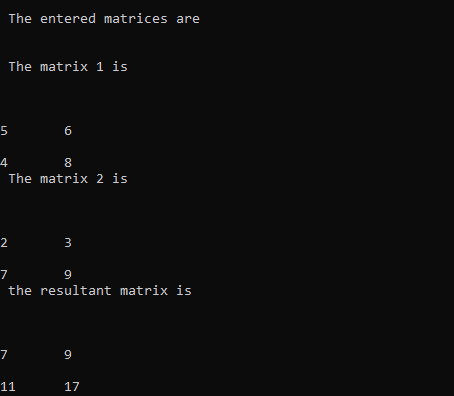 The entered matrices are
The matrix 1 is
5 6
4 8
The matrix 2 is
2 3
7 9
the resultant matrix is
7 9
11 17